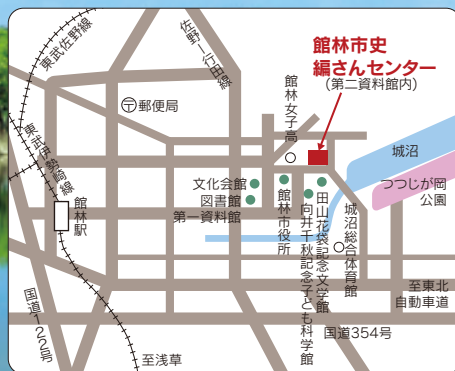 東武佐野線
佐野―行田線
館林市史
編さんセンター
(第二資料館内)
〒郵便局
館林女子高
東武伊勢崎線
城沼
つつじが岡
公園
文化会館
図書館
第一資料館
館林駅
館林市役所
向井千秋記念子ども科学館
田山花袋記念文学館
城沼総合体育館
至東北
自動車道
国道122号
国道354号
至浅草